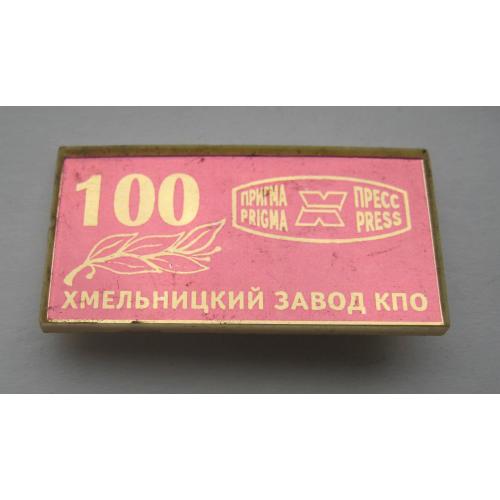 100
ПРИГМА ПРЕСС
PRIGMA PRESS
ХМЕЛЬНИЦКИЙ ЗАВОД КПО